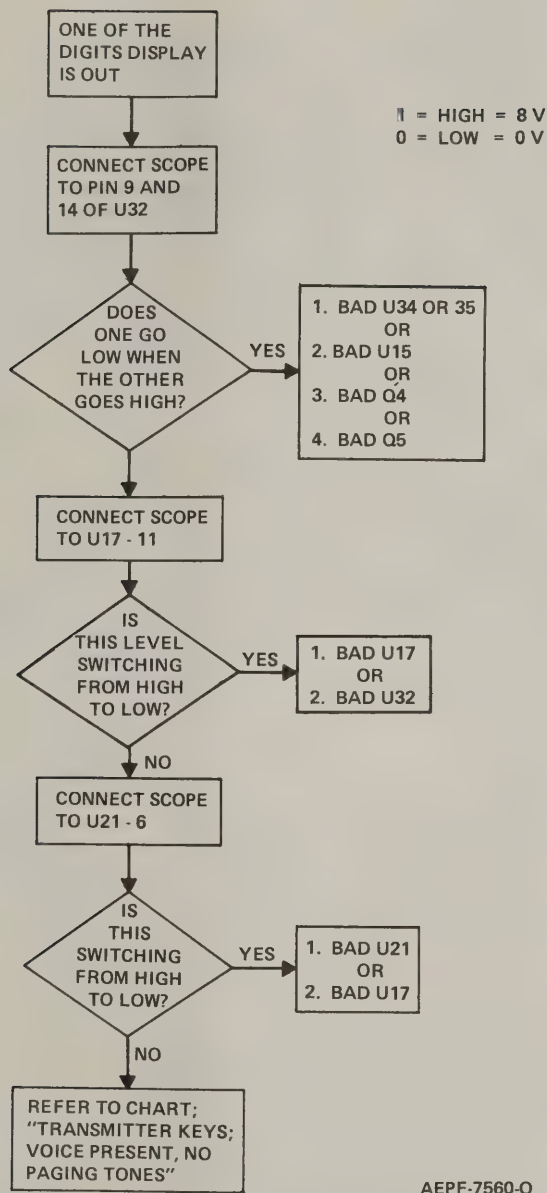 ONE OF THE
DIGITS DISPLAY
IS OUT
1 = HIGH = 8 V
0 = LOW = 0 V
CONNECT SCOPE
TO PIN 9 AND
14 OF U32
DOES
ONE GO
LOW WHEN
THE OTHER
GOES HIGH?
YES
1. BAD U34 OR 35
OR
2. BAD U15
OR
3. BAD Q4
OR
4. BAD Q5
CONNECT SCOPE
TO U17 - 11
IS
THIS LEVEL
SWITCHING
FROM HIGH
TO LOW?
YES
1. BAD U17
OR
2. BAD U32
NO
CONNECT SCOPE
TO U21 - 6
IS
THIS
SWITCHING
FROM HIGH
TO LOW?
YES
1. BAD U21
OR
2. BAD U17
NO
REFER TO CHART;
"TRANSMITTER KEYS;
VOICE PRESENT, NO
PAGING TONES"
AEPF-7560-O